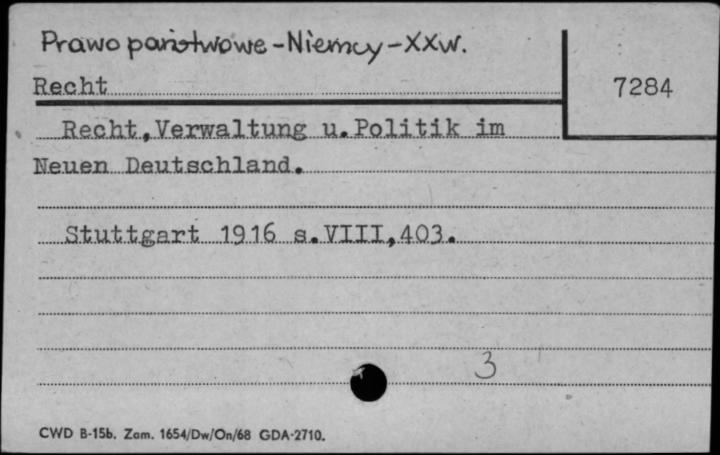 Prawo państwowe-Niemcy-XXw.
Recht
7284
Recht,Verwaltung u.Politik im
Neuen Deutschland.
Stuttgart 1916 s.VIII,403.
3
CWD B-15b. Zam. 1654/Dw/On/68 GDA-2710.